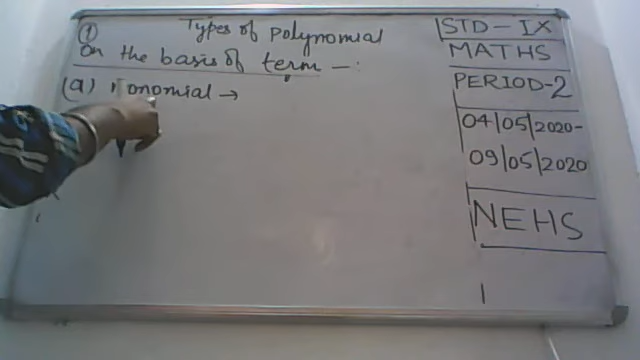 ① Types of Polynomial
On the basis of term —:
(a) Monomial →
STD-IX
MATHS
PERIOD-2
04/05/2020-
09/05/2020
NEHS